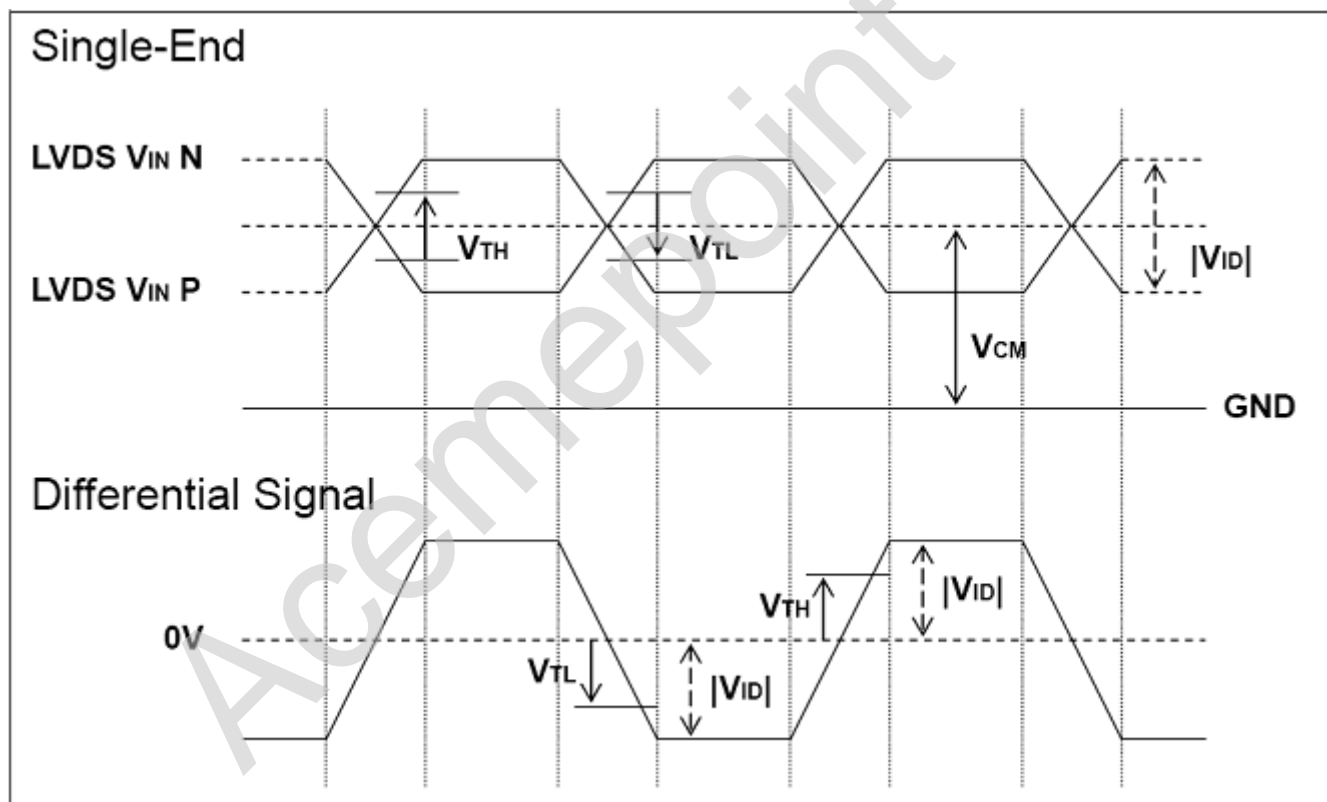 Single-End
LVDS VIN N
VTH
VTL
|VID|
LVDS VIN P
VCM
GND
Differential Signal
VTH
|VID|
0V
VTL
|VID|
Acemepoint